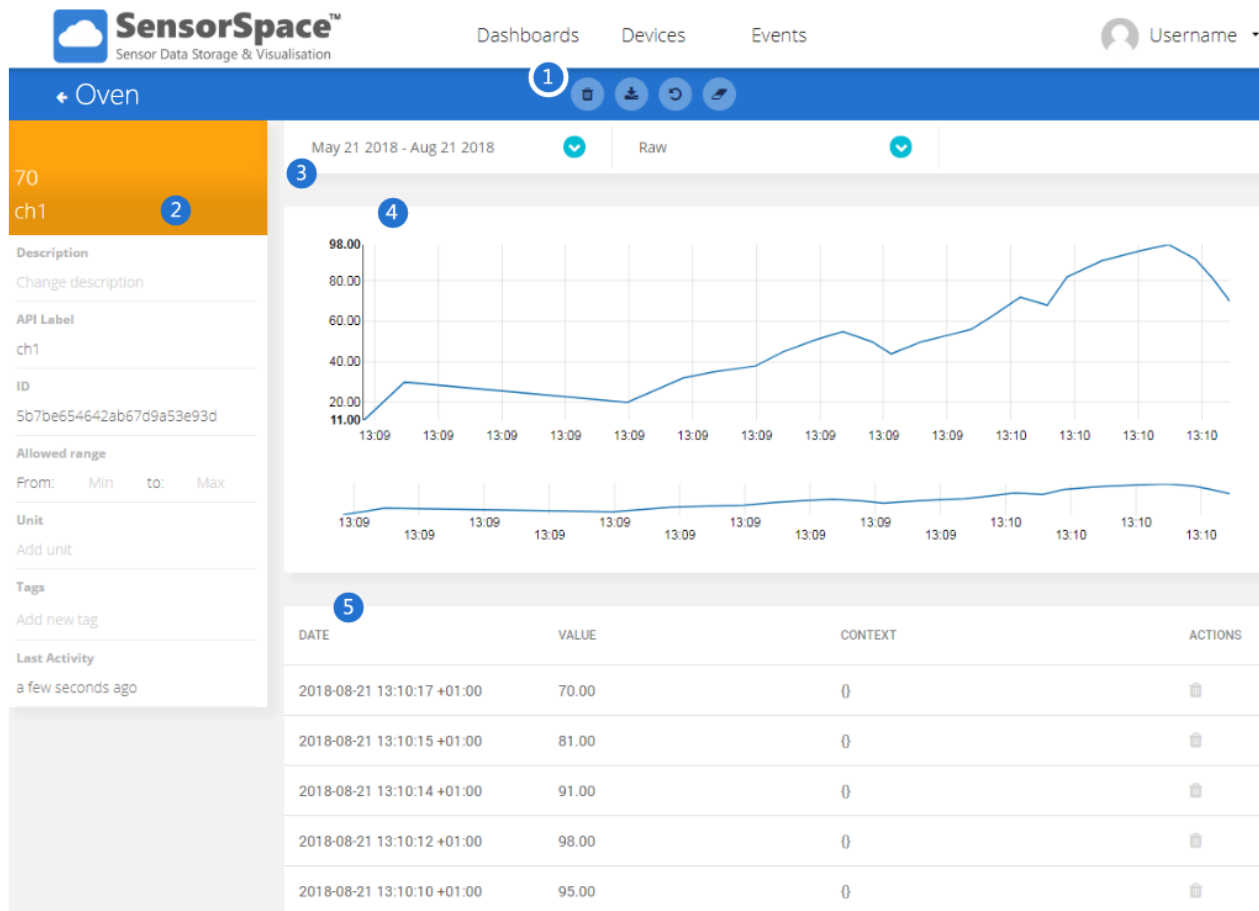 SensorSpace™
Sensor Data Storage & Visualisation
Dashboards Devices Events
Username
1
Oven
70
ch1
2
Description
Change description
API Label
ch1
ID
5b7be654642ab67d9a53e93d
Allowed range
From: Min to: Max
Unit
Add unit
Tags
Add new tag
Last Activity
a few seconds ago
May 21 2018 - Aug 21 2018 Raw
3
4
98.00
80.00
60.00
40.00
20.00
11.00
13:09 13:09 13:09 13:09 13:09 13:09 13:09 13:09 13:09 13:09 13:10 13:10 13:10 13:10
13:09 13:09 13:09 13:09 13:09 13:10 13:10
13:09 13:09 13:09 13:09 13:09 13:10 13:10
5
DATE VALUE CONTEXT ACTIONS
2018-08-21 13:10:17 +01:00 70.00 {}
2018-08-21 13:10:15 +01:00 81.00 {}
2018-08-21 13:10:14 +01:00 91.00 {}
2018-08-21 13:10:12 +01:00 98.00 {}
2018-08-21 13:10:10 +01:00 95.00 {}